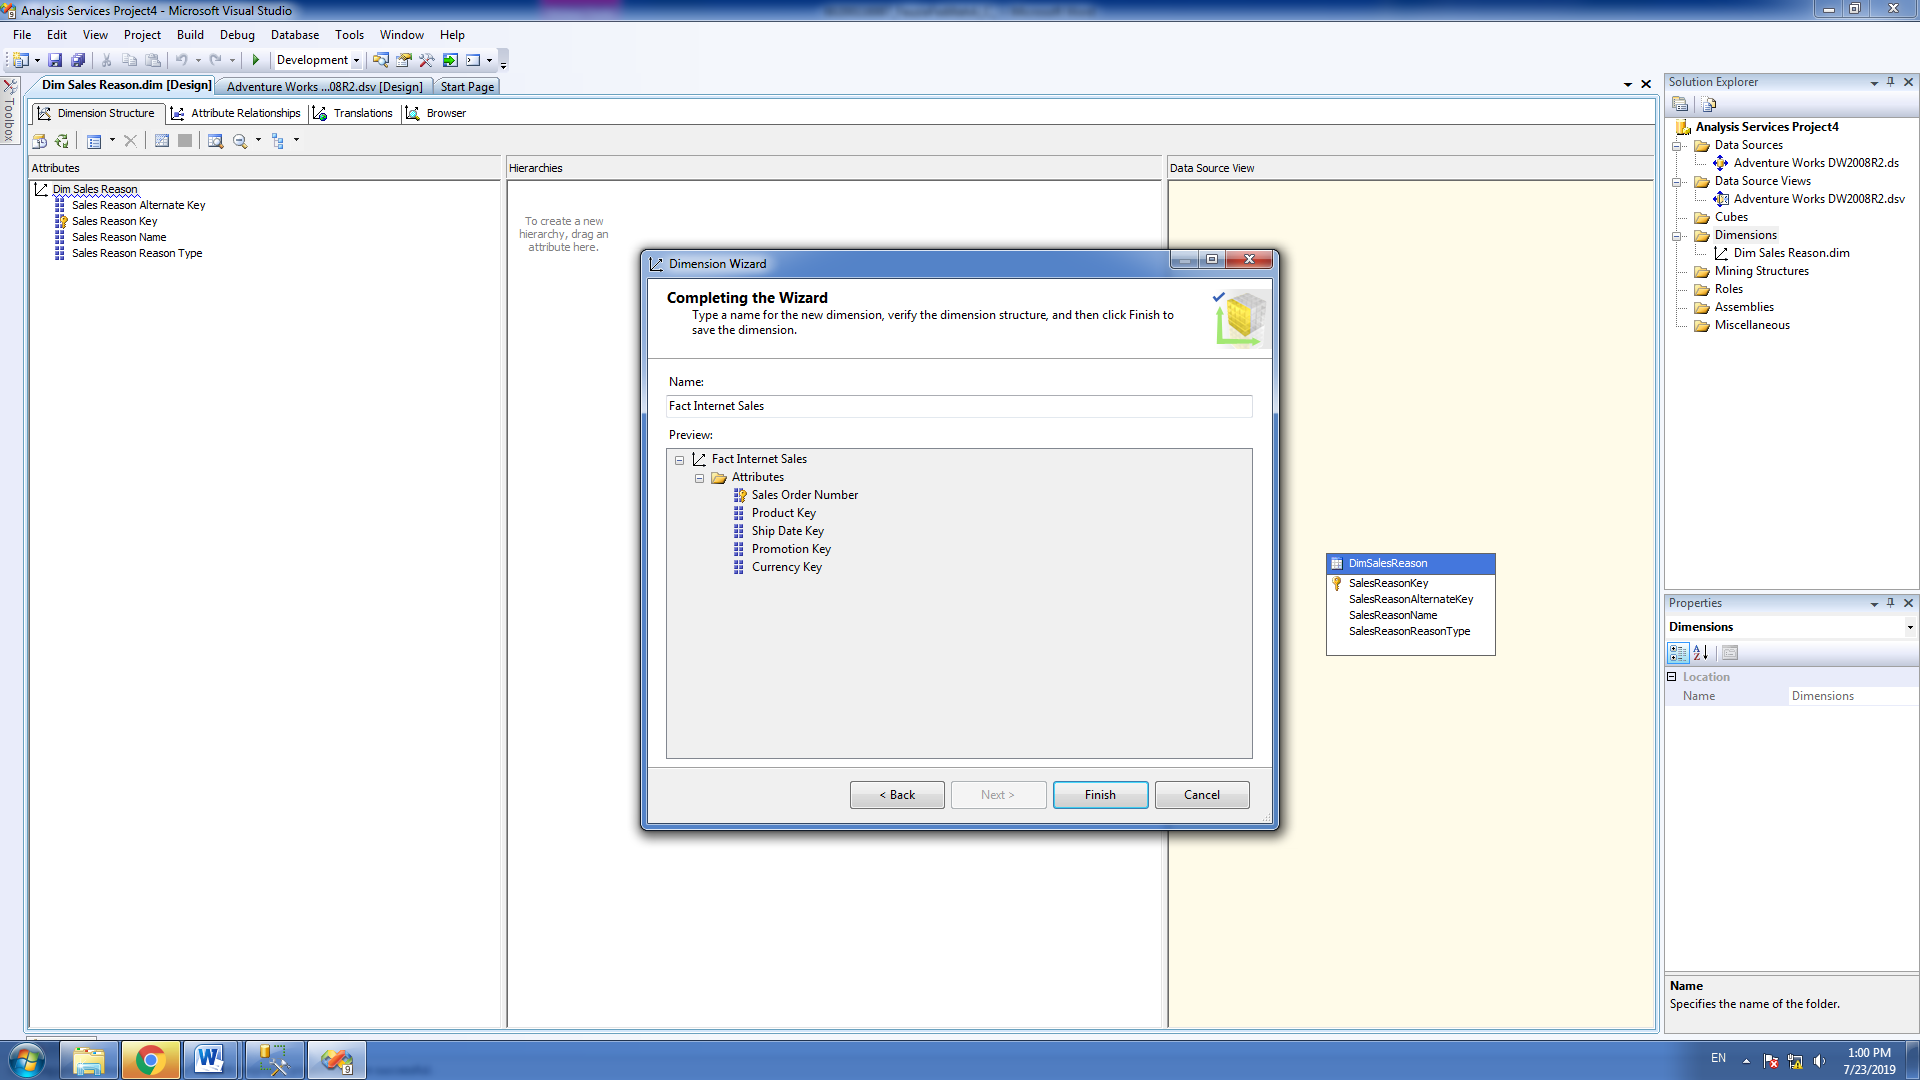 Analysis Services Project4 - Microsoft Visual Studio
File Edit View Project Build Debug Database Tools Window Help
Development
Toolbox
Dim Sales Reason.dim [Design] Adventure Works ...08R2.dsv [Design] Start Page
Dimension Structure Attribute Relationships Translations Browser
Attributes
Dim Sales Reason
Sales Reason Alternate Key
Sales Reason Key
Sales Reason Name
Sales Reason Reason Type
Hierarchies
To create a new
hierarchy, drag an
attribute here.
Data Source View
DimSalesReason
SalesReasonKey
SalesReasonAlternateKey
SalesReasonName
SalesReasonReasonType
Dimension Wizard
Completing the Wizard
Type a name for the new dimension, verify the dimension structure, and then click Finish to
save the dimension.
Name:
Fact Internet Sales
Preview:
Fact Internet Sales
Attributes
Sales Order Number
Product Key
Ship Date Key
Promotion Key
Currency Key
< Back Next > Finish Cancel
Solution Explorer
Analysis Services Project4
Data Sources
Adventure Works DW2008R2.ds
Data Source Views
Adventure Works DW2008R2.dsv
Cubes
Dimensions
Dim Sales Reason.dim
Mining Structures
Roles
Assemblies
Miscellaneous
Properties
Dimensions
Location
Name Dimensions
Name
Specifies the name of the folder.
EN
1:00 PM
7/23/2019